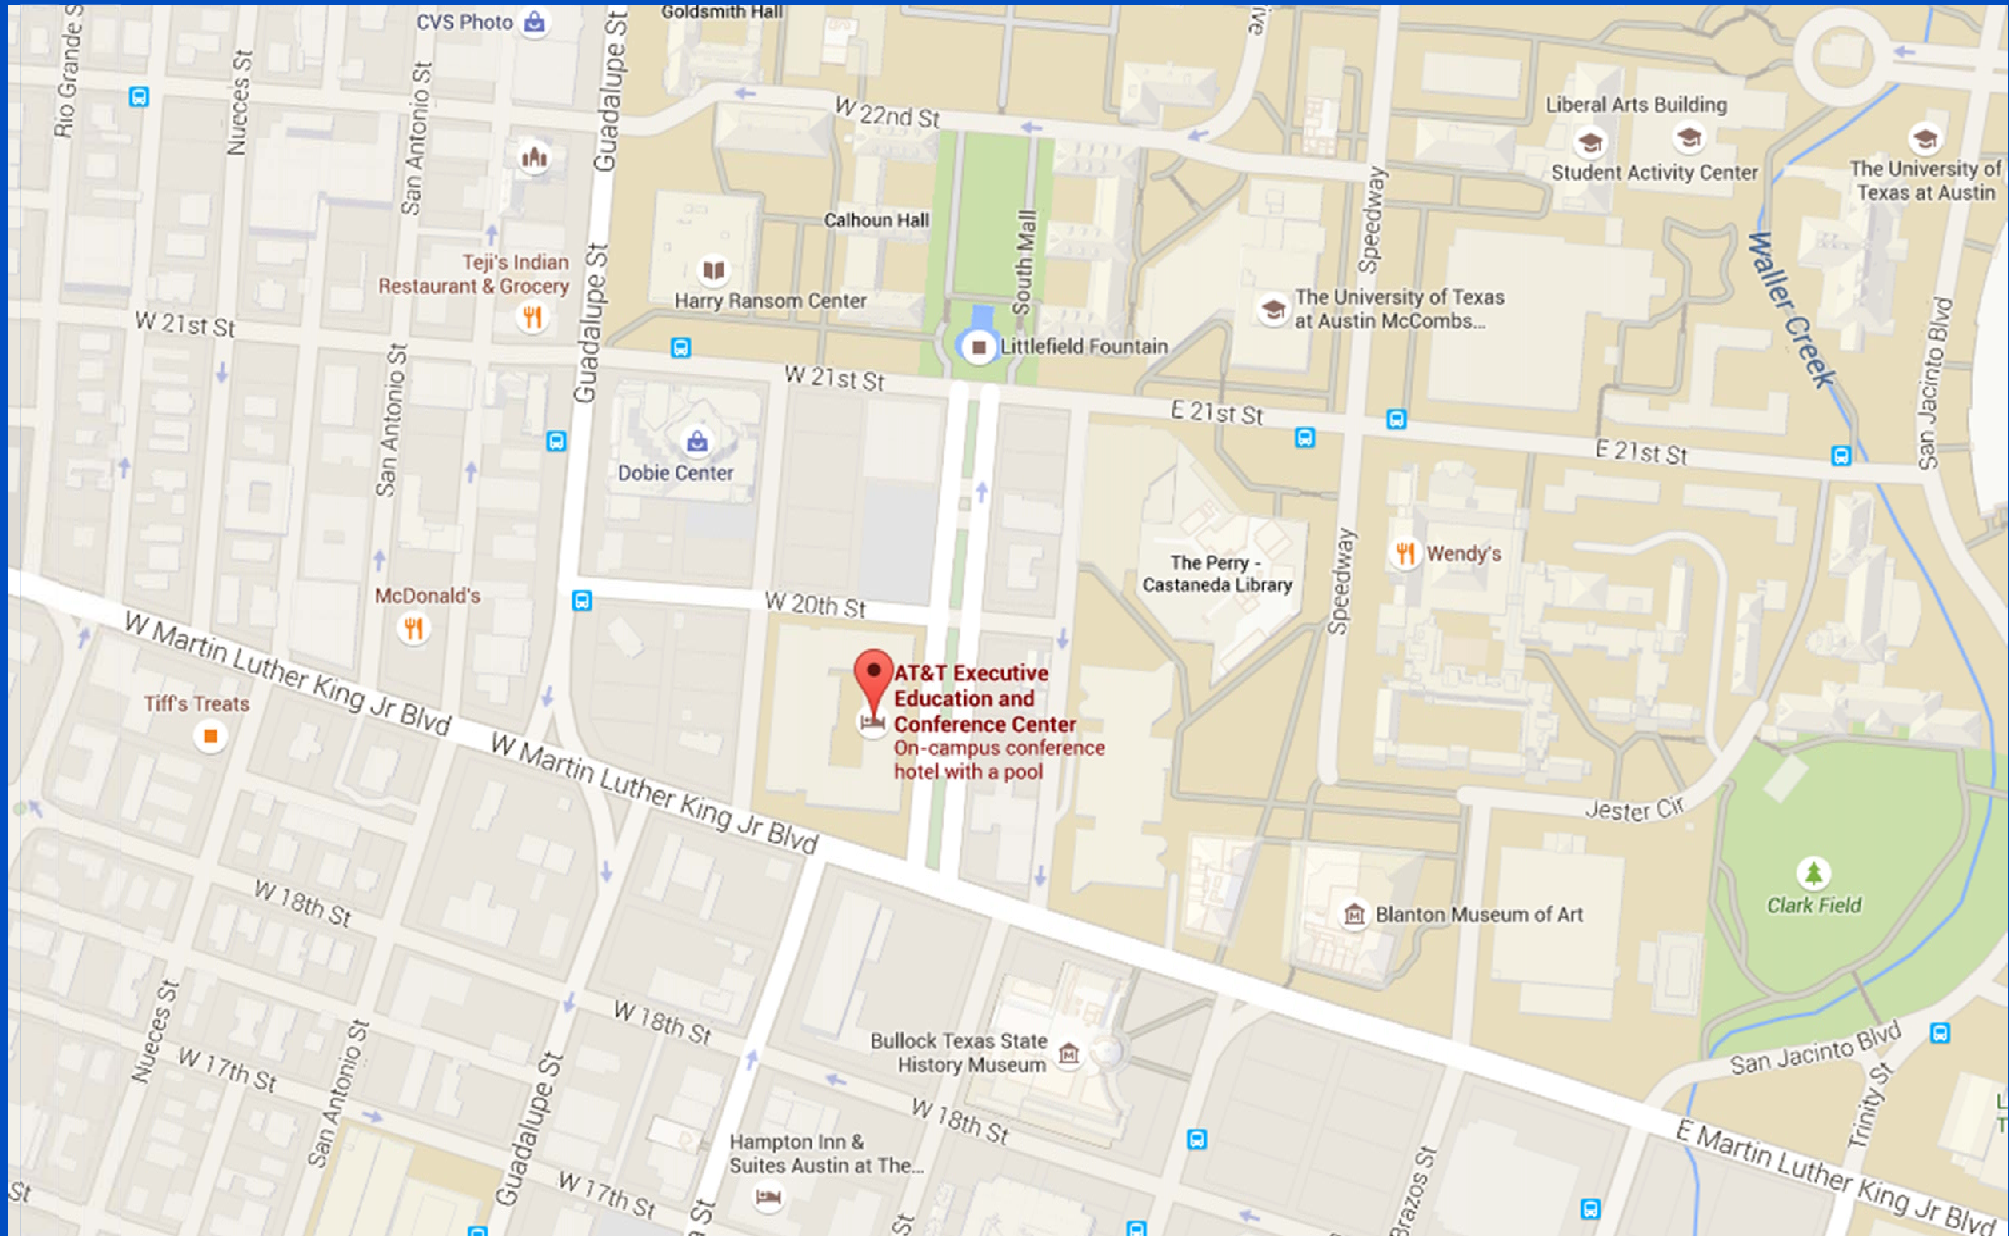 Goldsmith Hall
CVS Photo
Rio Grande S
Nueces St
San Antonio St
Guadalupe St
W 22nd St
ive
Speedway
Liberal Arts Building
Student Activity Center
The University of
Texas at Austin
Calhoun Hall
South Mall
Harry Ransom Center
Teji's Indian
Restaurant & Grocery
Guadalupe St
The University of Texas
at Austin McCombs...
Waller Creek
San Jacinto Blvd
W 21st St
Littlefield Fountain
San Antonio St
W 21st St
E 21st St
E 21st St
Dobie Center
Speedway
Wendy's
The Perry -
Castaneda Library
McDonald's
W 20th St
W Martin Luther King Jr Blvd
AT&T Executive
Education and
Conference Center
On-campus conference
hotel with a pool
Tiff's Treats
W Martin Luther King Jr Blvd
Jester Cir
W 18th St
Blanton Museum of Art
Clark Field
Nueces St
W 18th St
San Antonio St
W 17th St
Guadalupe St
Bullock Texas State
History Museum
San Jacinto Blvd
Trinity St
L
T
W 18th St
Hampton Inn &
Suites Austin at The...
E Martin Luther King Jr Blvd
Brazos St
W 17th St
St
a St
St